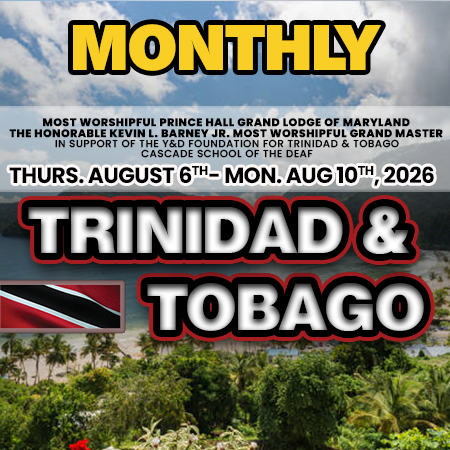 MONTHLY
MOST WORSHIPFUL PRINCE HALL GRAND LODGE OF MARYLAND
THE HONORABLE KEVIN L. BARNEY JR. MOST WORSHIPFUL GRAND MASTER
IN SUPPORT OF THE Y&D FOUNDATION FOR TRINIDAD & TOBAGO
CASCADE SCHOOL OF THE DEAF
THURS. AUGUST 6TH- MON. AUG 10TH, 2026
TRINIDAD &
TOBAGO